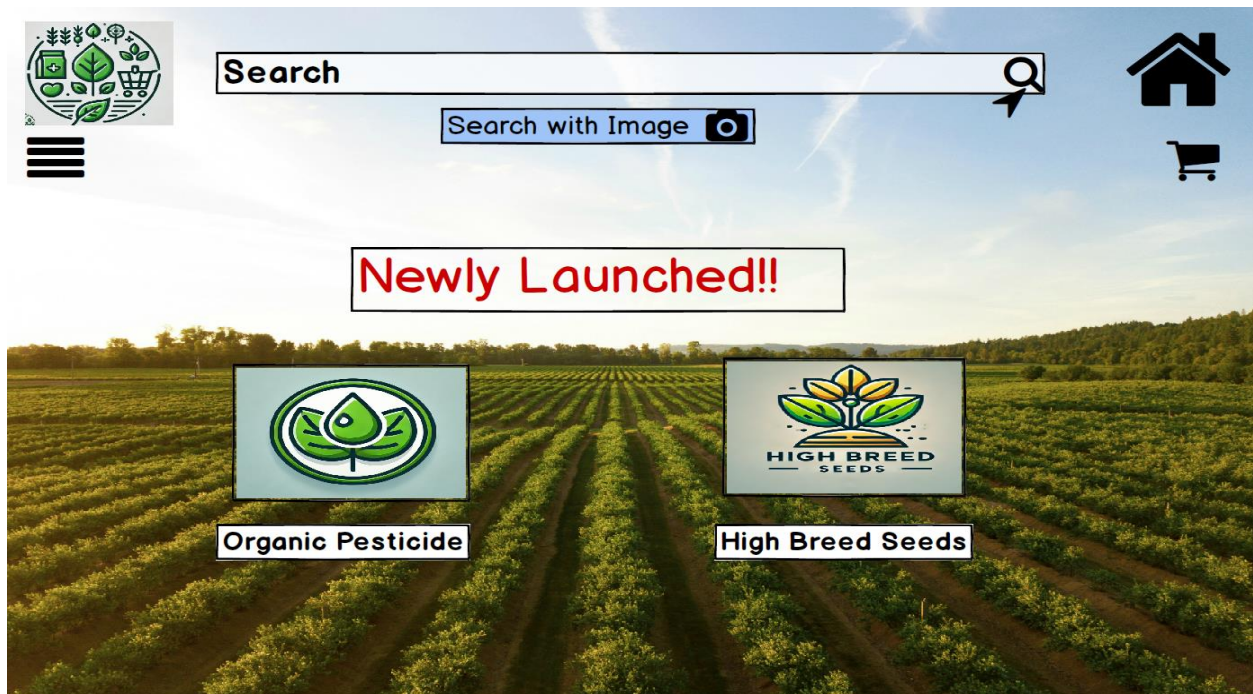 Search
Search with Image
Newly Launched!!
HIGH BREED
SEEDS
Organic Pesticide
High Breed Seeds